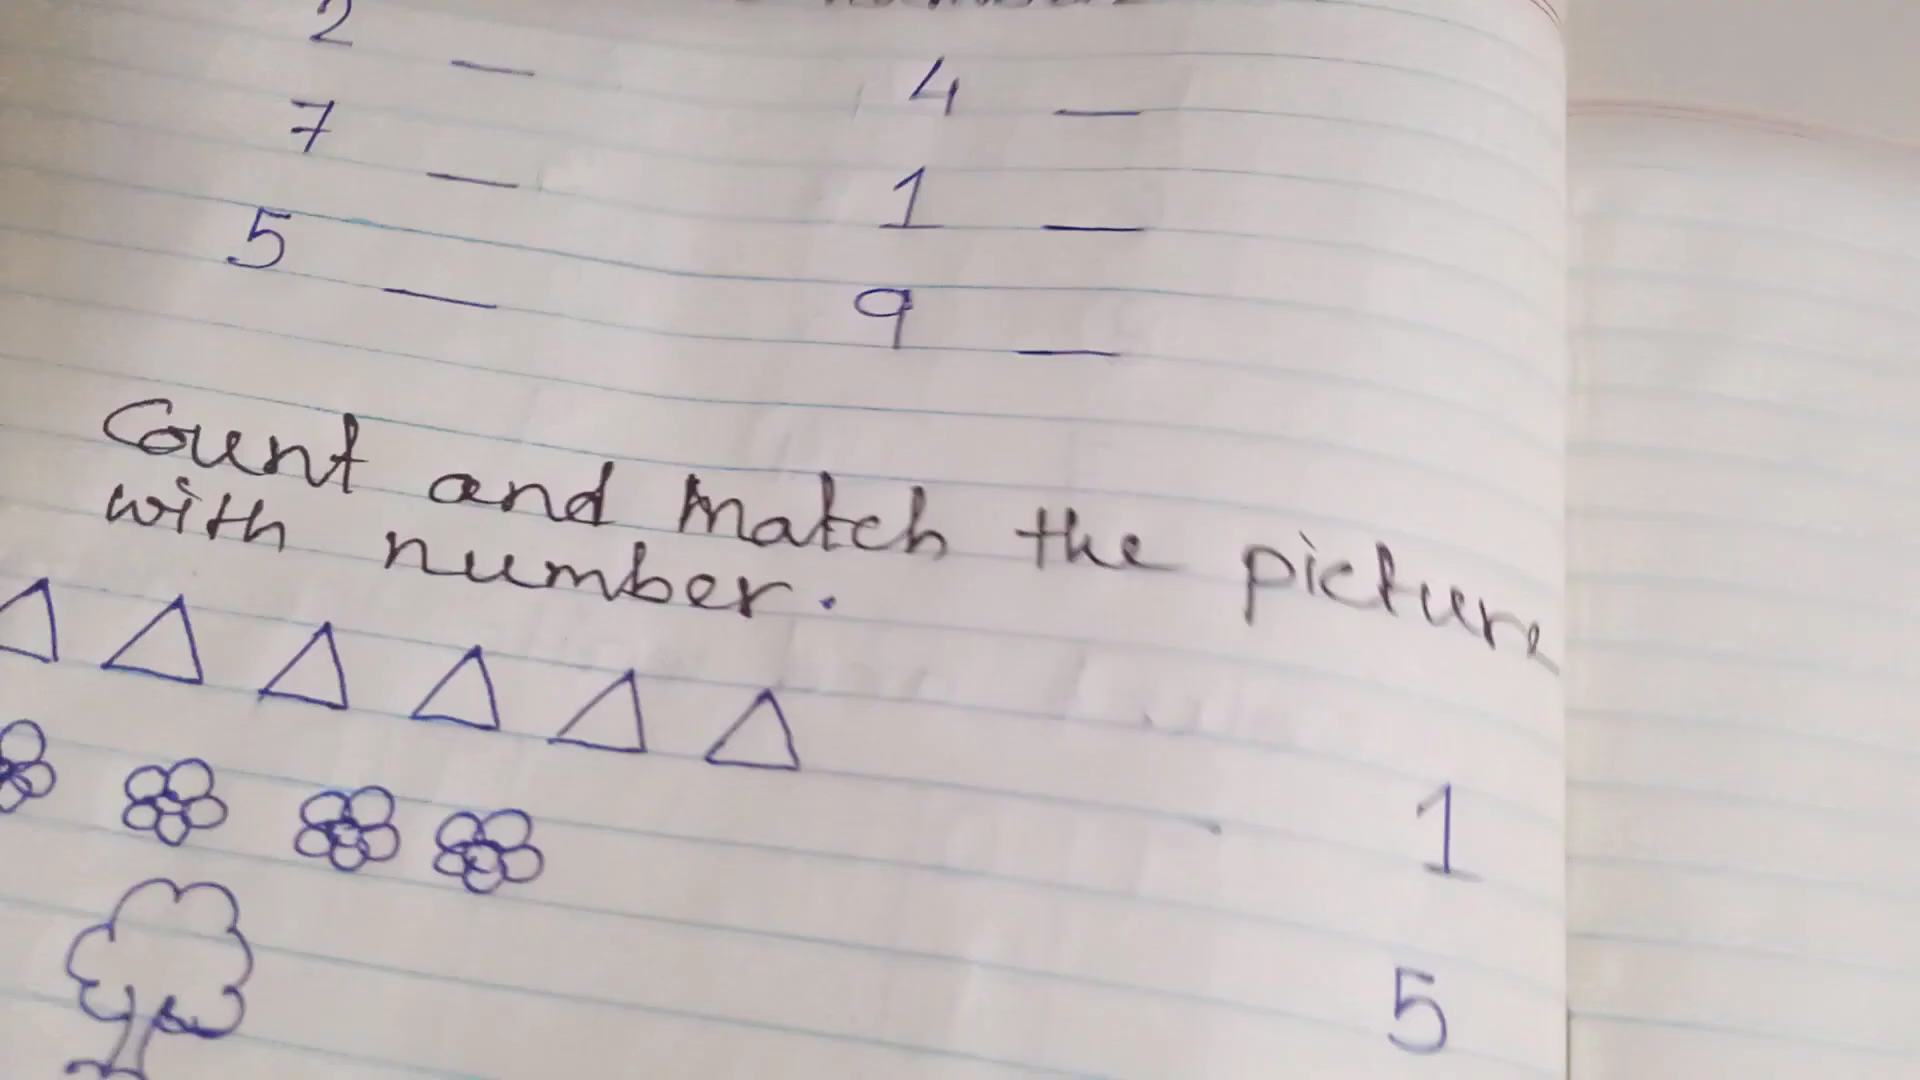 2 __ 4 __
7 __ 1 __
5 __ 9 __
Count and Match the picture
with number.
1
5